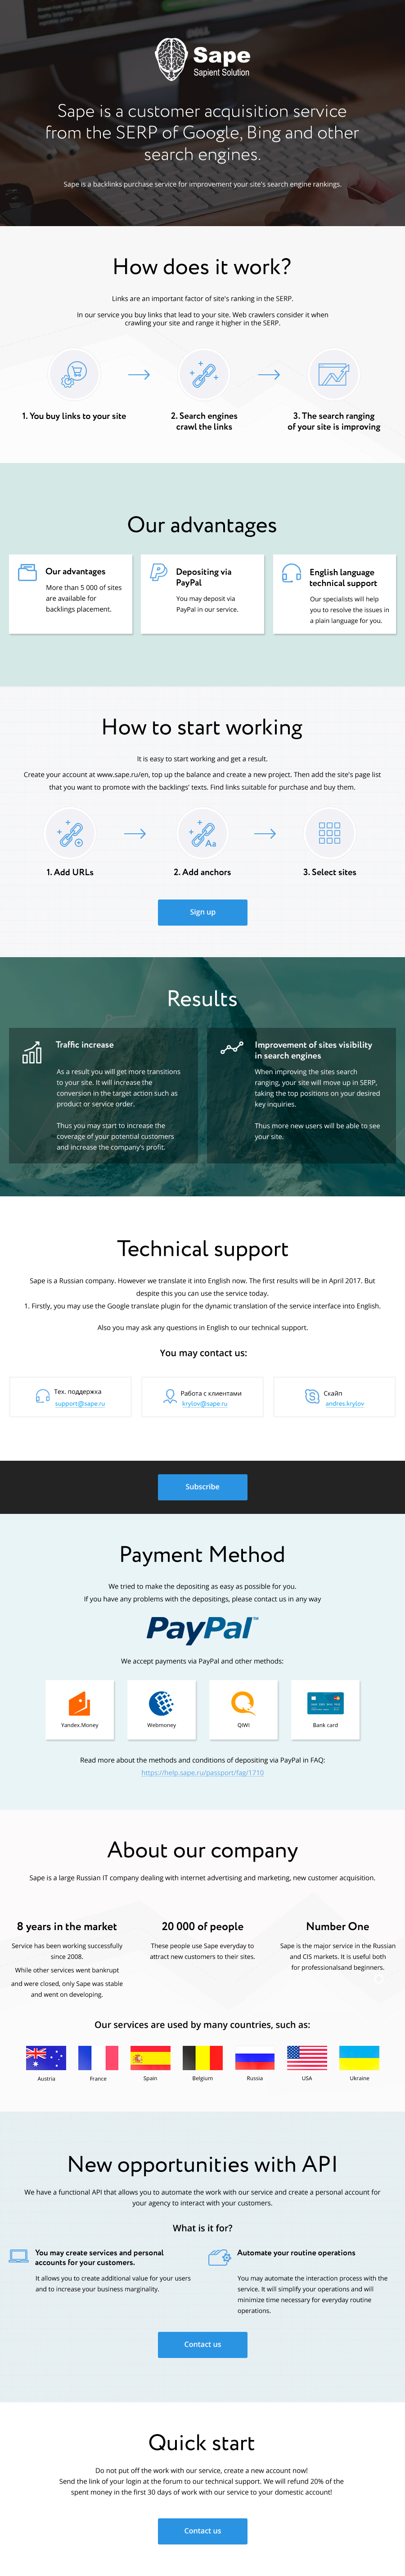 Sape
Sapient Solution
Sape is a customer acquisition service
from the SERP of Google, Bing and other
search engines.
Sape is a backlinks purchase service for improvement your site's search engine rankings.
How does it work?
Links are an important factor of site's ranking in the SERP.
In our service you buy links that lead to your site. Web crawlers consider it when
crawling your site and range it higher in the SERP.
1. You buy links to your site
2. Search engines
crawl the links
3. The search ranging
of your site is improving
Our advantages
Our advantages
More than 5 000 of sites
are available for
backlings placement.
Depositing via
PayPal
You may deposit via
PayPal in our service.
English language
technical support
Our specialists will help
you to resolve the issues in
a plain language for you.
How to start working
It is easy to start working and get a result.
Create your account at www.sape.ru/en, top up the balance and create a new project. Then add the site's page list
that you want to promote with the backlings' texts. Find links suitable for purchase and buy them.
Aa
1. Add URLs
2. Add anchors
3. Select sites
Sign up
Results
Traffic increase
As a result you will get more transitions
to your site. It will increase the
conversion in the target action such as
product or service order.
Thus you may start to increase the
coverage of your potential customers
and increase the company's profit.
Improvement of sites visibility
in search engines
When improving the sites search
ranging, your site will move up in SERP,
taking the top positions on your desired
key inquiries.
Thus more new users will be able to see
your site.
Technical support
Sape is a Russian company. However we translate it into English now. The first results will be in April 2017. But
despite this you can use the service today.
1. Firstly, you may use the Google translate plugin for the dynamic translation of the service interface into English.
Also you may ask any questions in English to our technical support.
You may contact us:
Тех. поддержка
support@sape.ru
Работа с клиентами
krylov@sape.ru
Скайп
andres.krylov
Subscribe
Payment Method
We tried to make the depositing as easy as possible for you.
If you have any problems with the depositings, please contact us in any way
PayPal™
We accept payments via PayPal and other methods:
Yandex.Money
Webmoney
QIWI
Bank card
Read more about the methods and conditions of depositing via PayPal in FAQ:
https://help.sape.ru/passport/faq/1710
About our company
Sape is a large Russian IT company dealing with internet advertising and marketing, new customer acquisition.
8 years in the market
Service has been working successfully
since 2008.
While other services went bankrupt
and were closed, only Sape was stable
and went on developing.
20 000 of people
These people use Sape everyday to
attract new customers to their sites.
Number One
Sape is the major service in the Russian
and CIS markets. It is useful both
for professionalsand beginners.
Our services are used by many countries, such as:
Austria
France
Spain
Belgium
Russia
USA
Ukraine
New opportunities with API
We have a functional API that allows you to automate the work with our service and create a personal account for
your agency to interact with your customers.
What is it for?
You may create services and personal
accounts for your customers.
It allows you to create additional value for your users
and to increase your business marginality.
Automate your routine operations
You may automate the interaction process with the
service. It will simplify your operations and will
minimize time necessary for everyday routine
operations.
Contact us
Quick start
Do not put off the work with our service, create a new account now!
Send the link of your login at the forum to our technical support. We will refund 20% of the
spent money in the first 30 days of work with our service to your domestic account!
Contact us